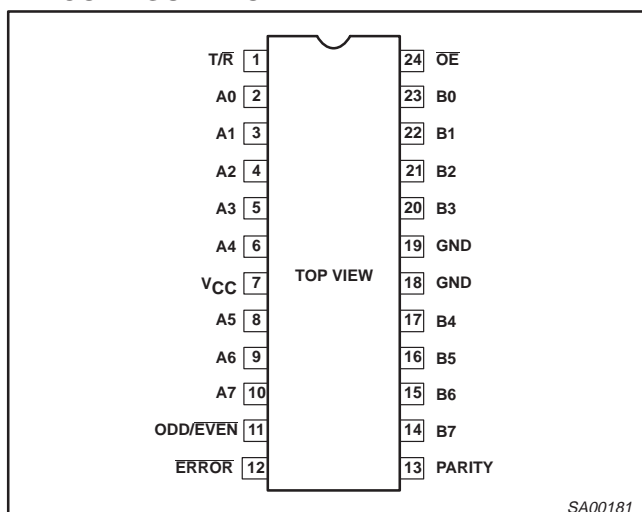 T/R 1 24 OE
A0 2 23 B0
A1 3 22 B1
A2 4 21 B2
A3 5 20 B3
A4 6 19 GND
TOP VIEW
VCC 7 18 GND
A5 8 17 B4
A6 9 16 B5
A7 10 15 B6
ODD/EVEN 11 14 B7
ERROR 12 13 PARITY
SA00181